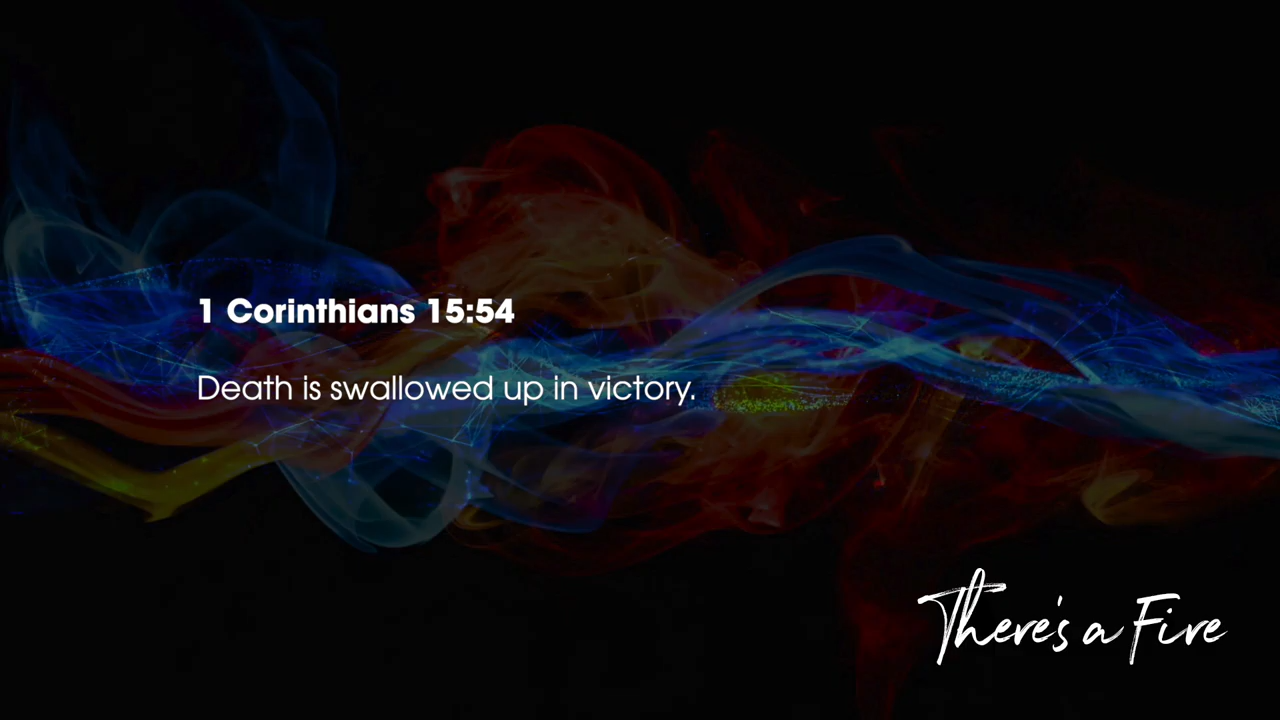 1 Corinthians 15:54
Death is swallowed up in victory.
There's a Fire